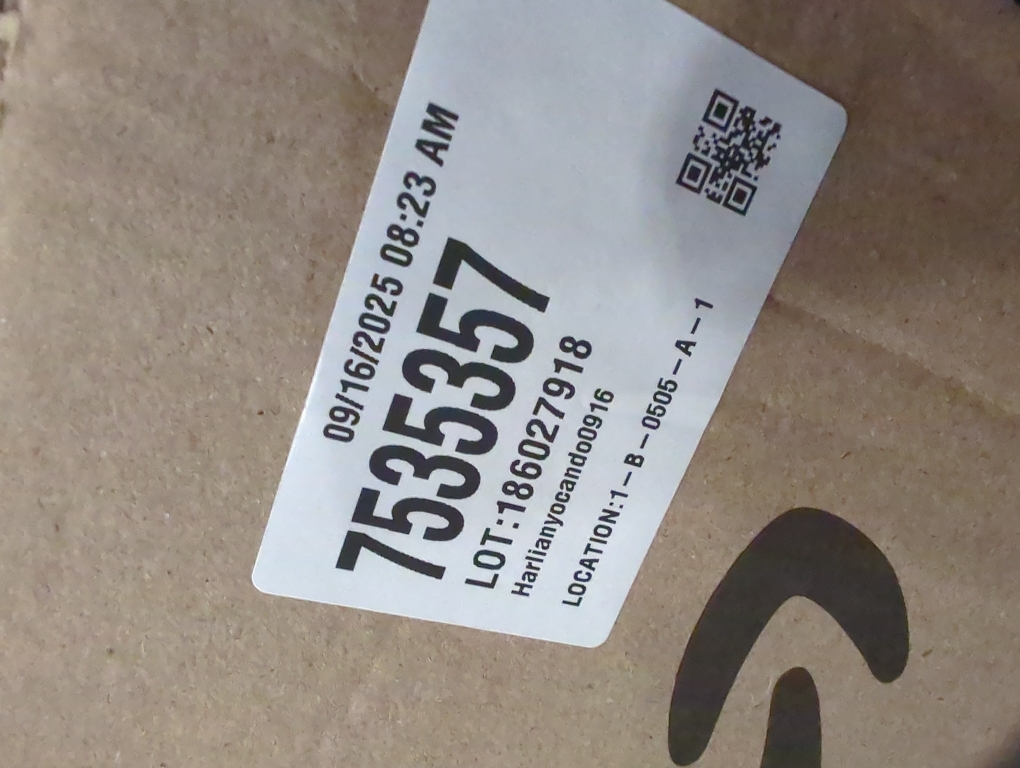 09/16/2025 08:23 AM
7535357
LOT:186027918
Harlianyocando0916
LOCATION:1-B-0505-A-1